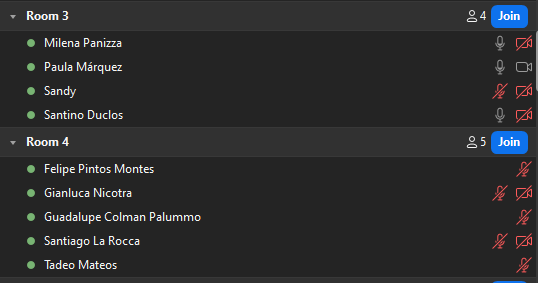 Room 3 4 Join
Milena Panizza
Paula Márquez
Sandy
Santino Duclos
Room 4 5 Join
Felipe Pintos Montes
Gianluca Nicotra
Guadalupe Colman Palummo
Santiago La Rocca
Tadeo Mateos